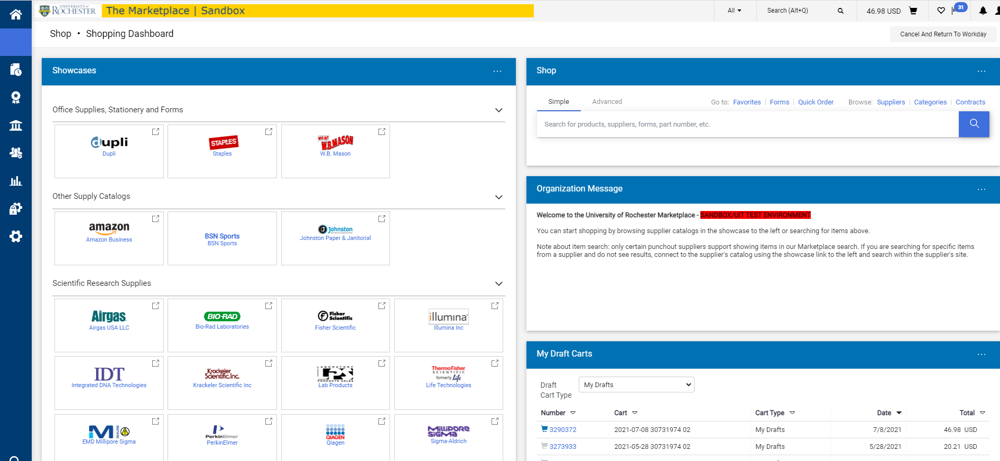 UNIVERSITY of
ROCHESTER
The Marketplace | Sandbox
All
Search (Alt+Q)
46.98 USD
31
Shop • Shopping Dashboard
Cancel And Return To Workday
Showcases
Office Supplies, Stationery and Forms
dupli
Dupli
STAPLES
Staples
WHO BUT
W.B.MASON
W.B. Mason
Other Supply Catalogs
amazon
Amazon Business
BSN Sports
BSN Sports
Johnston
Johnston Paper & Janitorial
Scientific Research Supplies
Airgas
Airgas USA LLC
BIO-RAD
Bio-Rad Laboratories
Fisher
Scientific
Fisher Scientific
illumina
Illumina Inc
IDT
Integrated DNA Technologies
Krackeler
Scientific, Inc.
Krackeler Scientific Inc
LABORATORY
LPS
PRODUCTS SALES
Lab Products
ThermoFisher
SCIENTIFIC
formerly life
Life Technologies
M
EMD Millipore Sigma
PerkinElmer
PerkinElmer
QIAGEN
Qiagen
MILLIPORE
SIGMA
Sigma-Aldrich
Shop
Simple Advanced Go to: Favorites | Forms | Quick Order Browse: Suppliers | Categories | Contracts
Search for products, suppliers, forms, part number, etc.
Organization Message
Welcome to the University of Rochester Marketplace - SANDBOX/UIT TEST ENVIRONMENT
You can start shopping by browsing supplier catalogs in the showcase to the left or searching for items above.
Note about item search: only certain punchout suppliers support showing items in our Marketplace search. If you are searching for specific items
from a supplier and do not see results, connect to the supplier's catalog using the showcase link to the left and search within the supplier's site.
My Draft Carts
Draft
Cart Type
My Drafts
Number Cart Cart Type Date Total
3290372 2021-07-08 30731974 02 My Drafts 7/8/2021 46.98 USD
3273933 2021-05-28 30731974 02 My Drafts 5/28/2021 20.21 USD